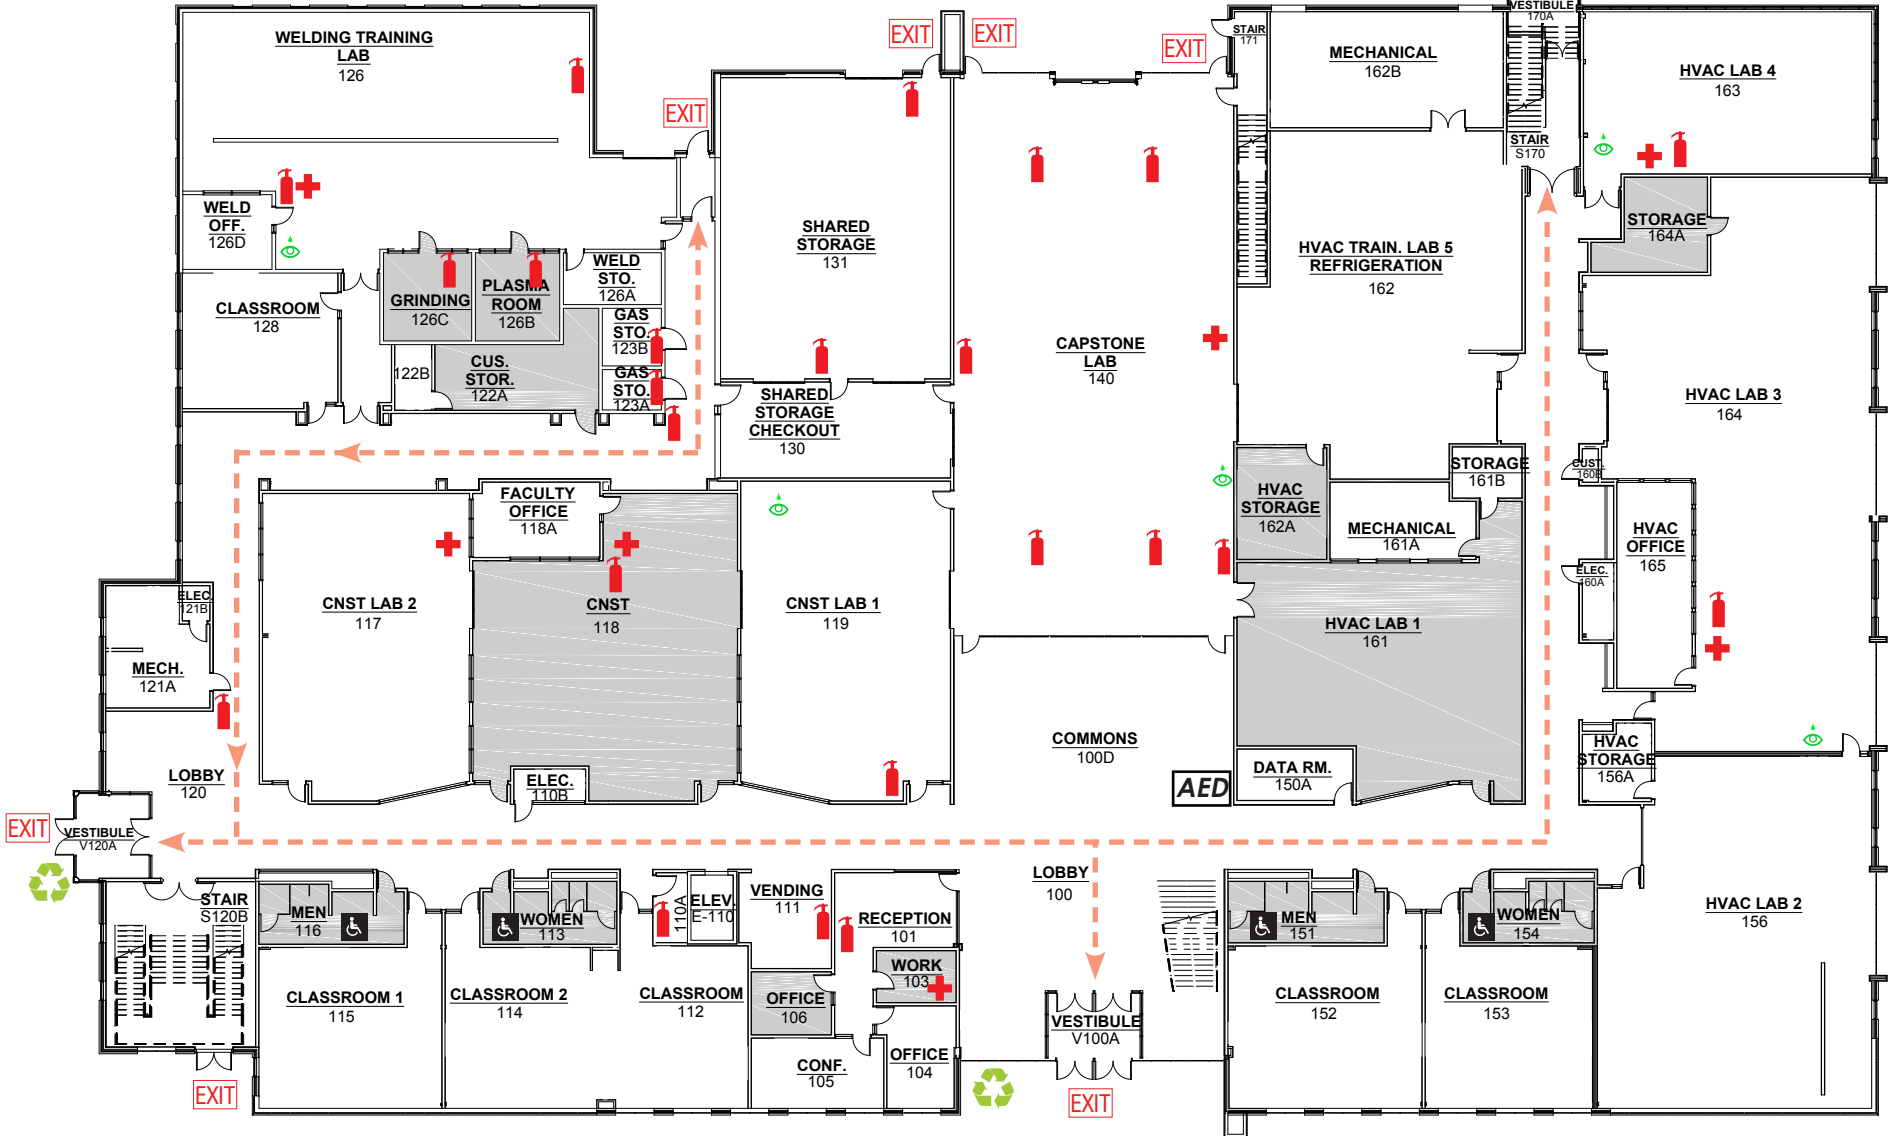 WELDING TRAINING
LAB
126
EXIT
EXIT
EXIT
EXIT
STAIR
171
MECHANICAL
162B
VESTIBULE
170A
STAIR
S170
HVAC LAB 4
163
WELD
OFF.
126D
CLASSROOM
128
GRINDING
126C
PLASMA
ROOM
126B
WELD
STO.
126A
GAS
STO.
123B
GAS
STO.
123A
122B
CUS.
STOR.
122A
SHARED
STORAGE
131
SHARED
STORAGE
CHECKOUT
130
CAPSTONE
LAB
140
HVAC TRAIN. LAB 5
REFRIGERATION
162
STORAGE
164A
HVAC LAB 3
164
FACULTY
OFFICE
118A
CNST LAB 2
117
CNST
118
CNST LAB 1
119
HVAC
STORAGE
162A
MECHANICAL
161A
STORAGE
161B
CUST.
160B
ELEC.
160A
HVAC
OFFICE
165
HVAC LAB 1
161
ELEC.
121B
MECH.
121A
LOBBY
120
ELEC.
110B
COMMONS
100D
AED
DATA RM.
150A
HVAC
STORAGE
156A
EXIT
VESTIBULE
V120A
STAIR
S120B
MEN
116
WOMEN
113
110A
ELEV.
E-110
VENDING
111
RECEPTION
101
WORK
103
LOBBY
100
MEN
151
WOMEN
154
HVAC LAB 2
156
CLASSROOM 1
115
CLASSROOM 2
114
CLASSROOM
112
OFFICE
106
CONF.
105
OFFICE
104
VESTIBULE
V100A
CLASSROOM
152
CLASSROOM
153
EXIT
EXIT